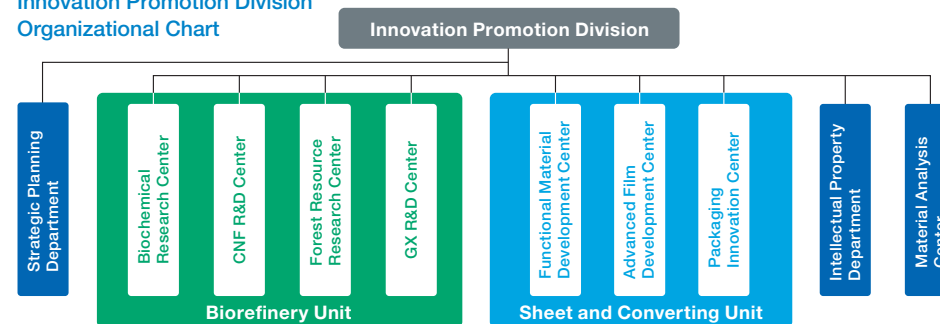 Innovation Promotion Division
Organizational Chart
Innovation Promotion Division
Strategic Planning
Department
Biochemical
Research Center
CNF R&D Center
Forest Resource
Research Center
GX R&D Center
Biorefinery Unit
Functional Material
Development Center
Advanced Film
Development Center
Packaging
Innovation Center
Sheet and Converting Unit
Intellectual Property
Department
Material Analysis
Center